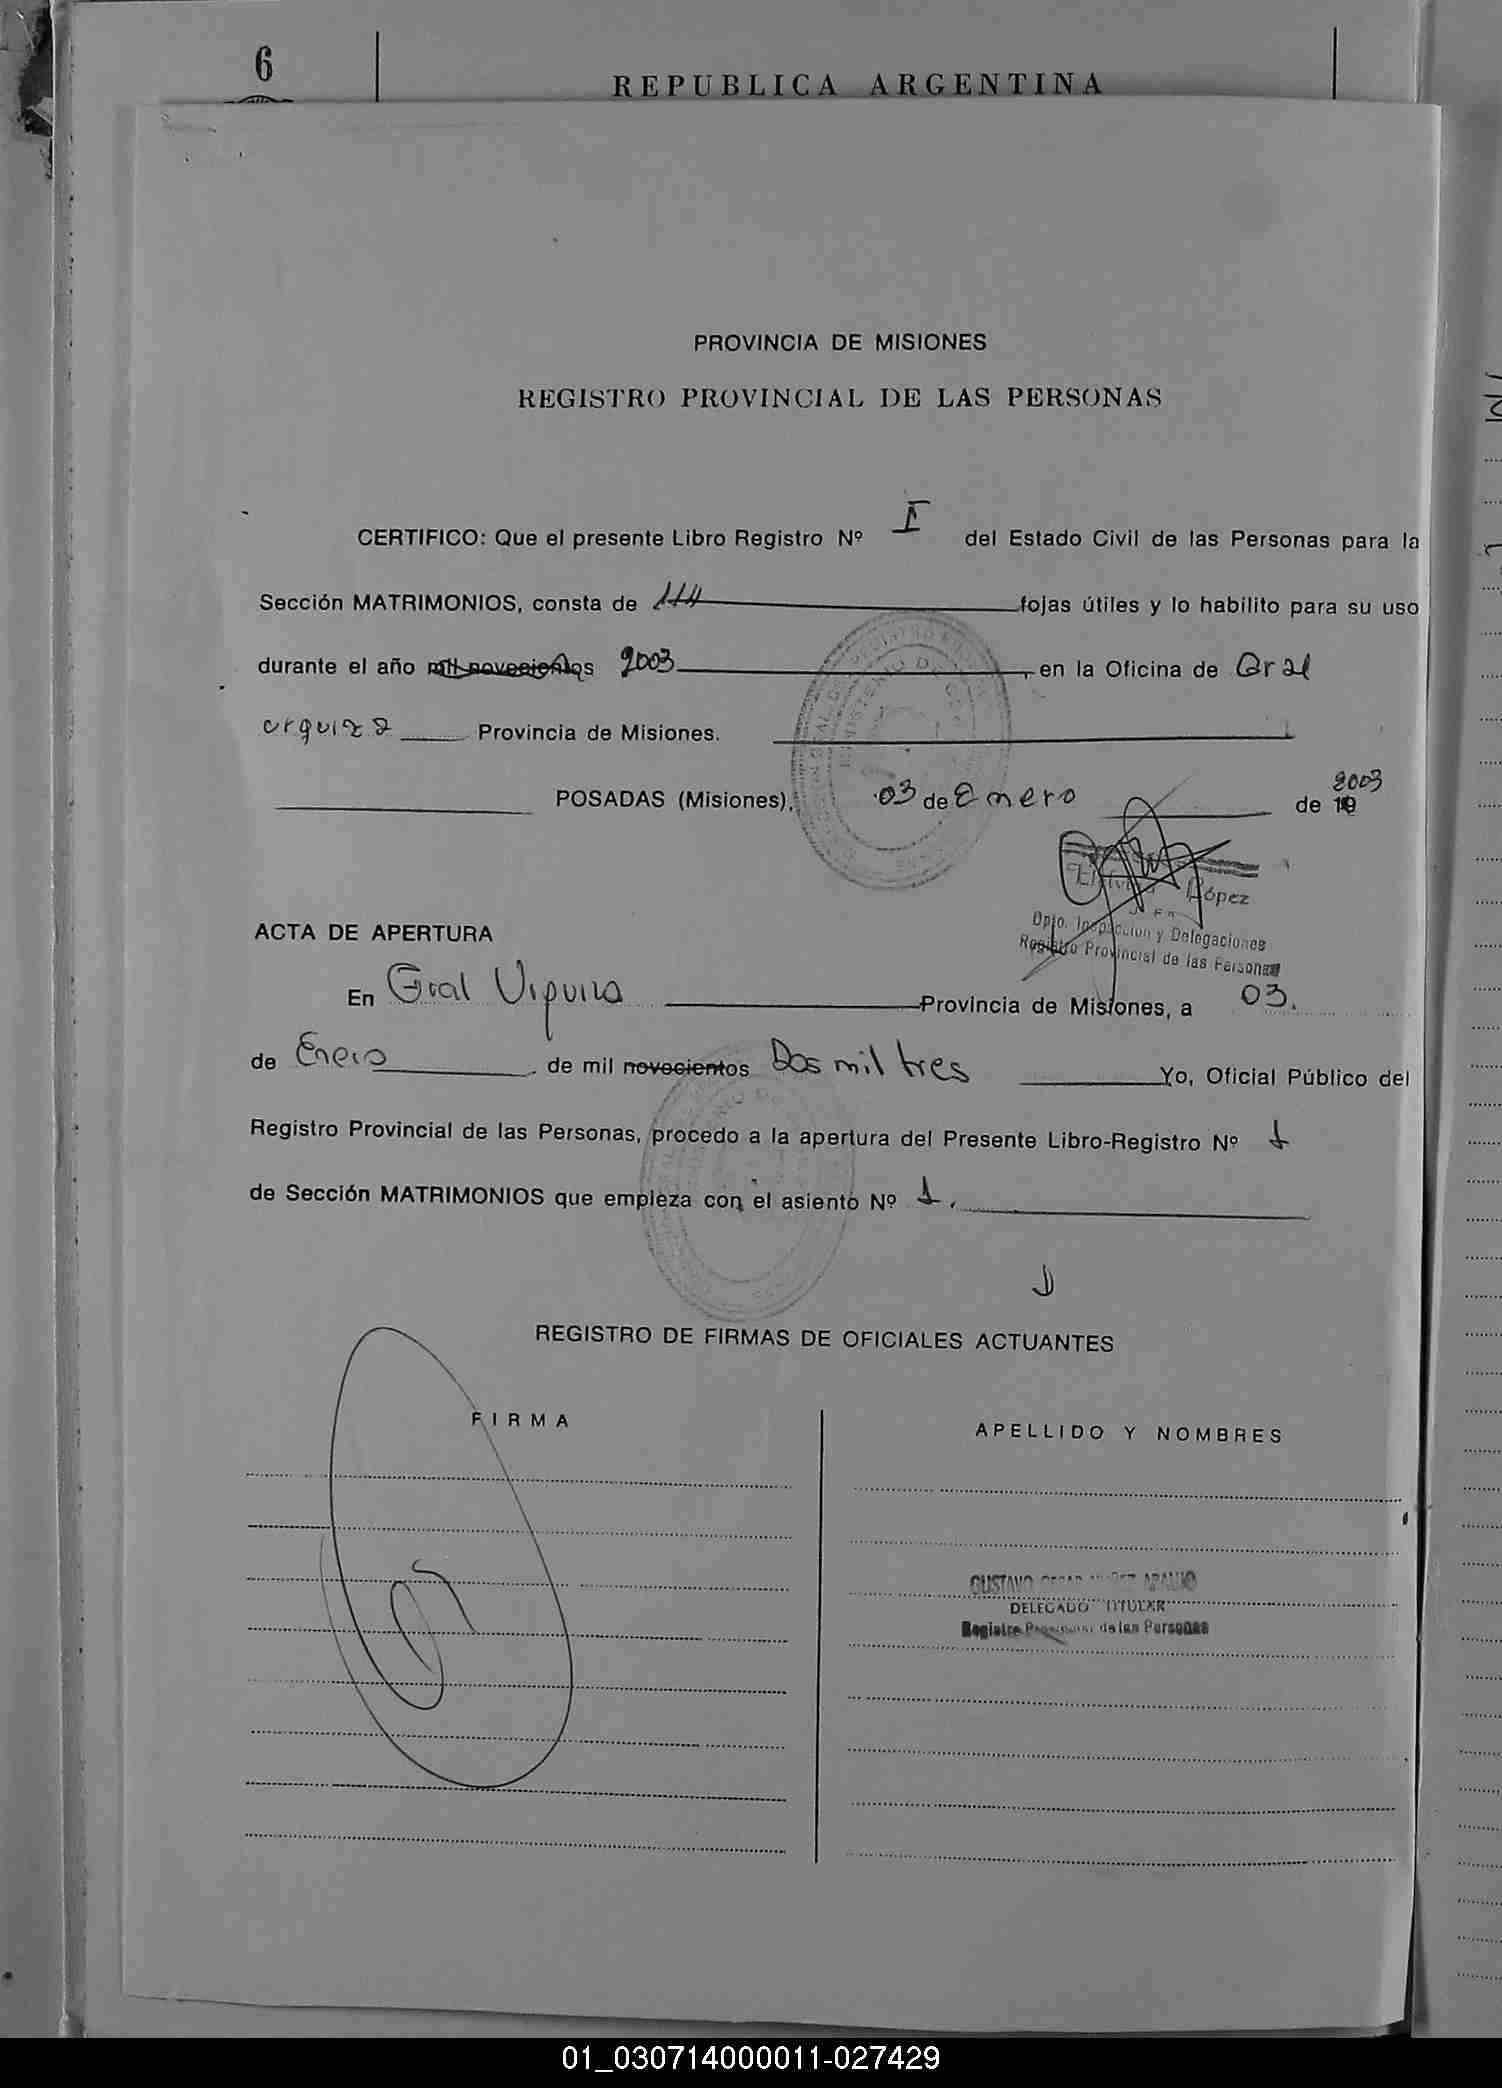 6
REPUBLICA ARGENTINA
PROVINCIA DE MISIONES
REGISTRO PROVINCIAL DE LAS PERSONAS
CERTIFICO: Que el presente Libro Registro Nº I del Estado Civil de las Personas para la
Sección MATRIMONIOS, consta de fojas útiles y lo habilito para su uso
durante el año mil novecientos 2003, en la Oficina de Gral
Urquiza Provincia de Misiones.
POSADAS (Misiones), 03 de Enero de 19 2003
López
Dpto. Inspección y Delegaciones
Registro Provincial de las Personas
ACTA DE APERTURA
En Gral Urquiza Provincia de Misiones, a 03.
de Enero de mil novecientos Dos mil tres Yo, Oficial Público del
Registro Provincial de las Personas, procedo a la apertura del Presente Libro-Registro Nº 1
de Sección MATRIMONIOS que empieza con el asiento Nº 1.
REGISTRO DE FIRMAS DE OFICIALES ACTUANTES
FIRMA
APELLIDO Y NOMBRES
GUSTAVO CESAR ARAUJO
DELEGADO TITULAR
Registro Provincial de las Personas
01_030714000011-027429